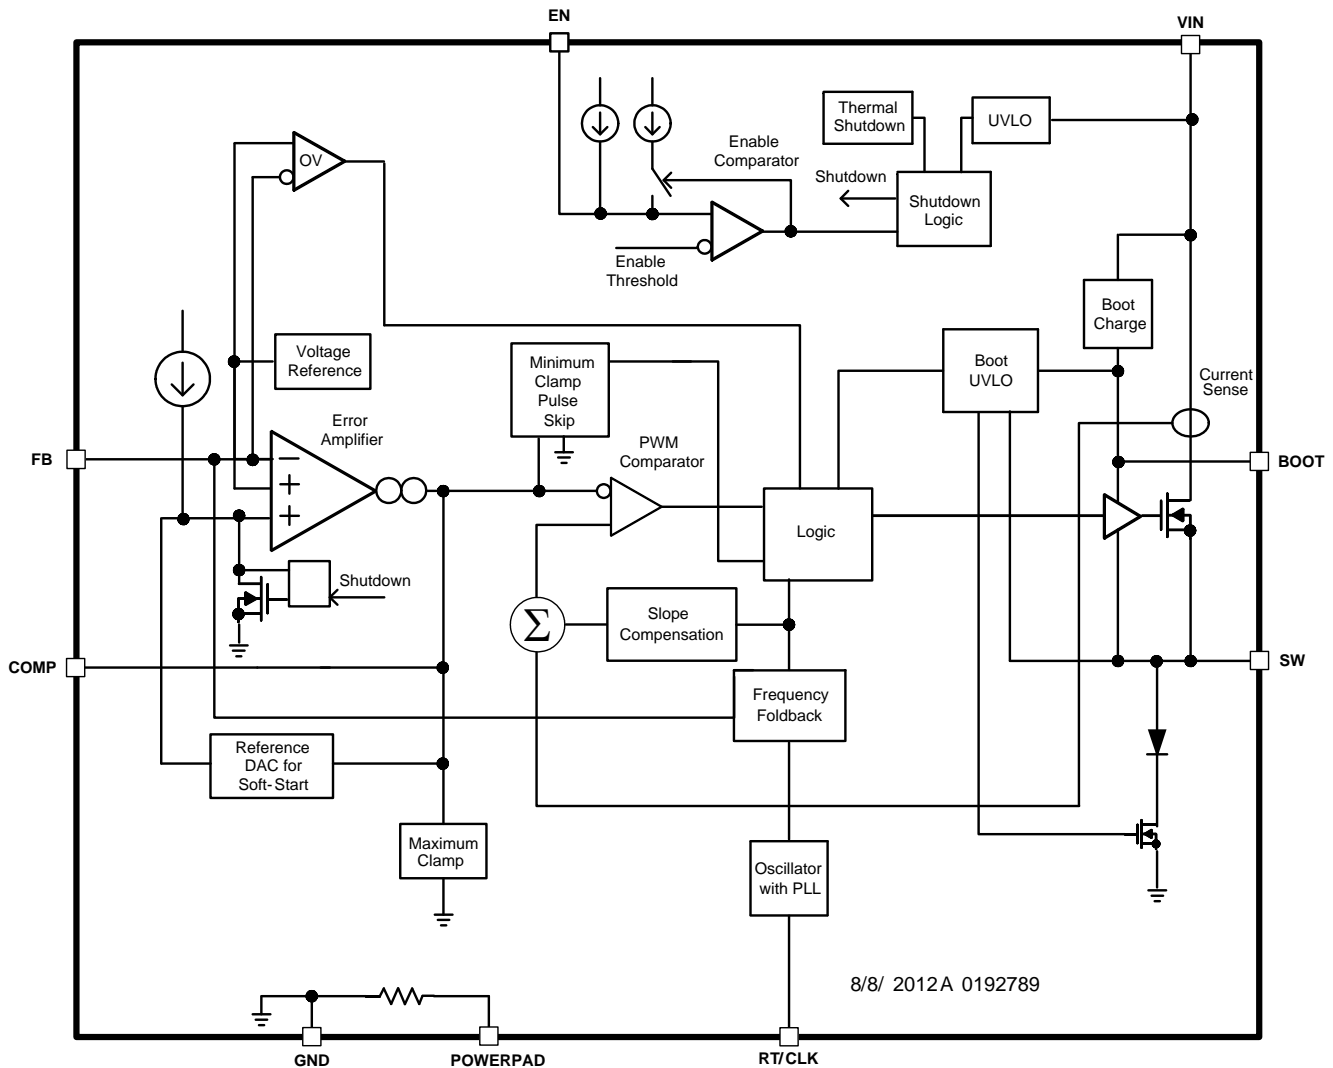 EN
VIN
Thermal
Shutdown
UVLO
Enable
Comparator
OV
Shutdown
Shutdown
Logic
Enable
Threshold
Boot
Charge
Voltage
Reference
Minimum
Clamp
Pulse
Skip
Boot
UVLO
Current
Sense
Error
Amplifier
PWM
Comparator
FB
BOOT
−
+
+
Logic
Shutdown
Σ
Slope
Compensation
COMP
SW
Frequency
Foldback
Reference
DAC for
Soft-Start
Maximum
Clamp
Oscillator
with PLL
8/8/ 2012A 0192789
GND
POWERPAD
RT/CLK